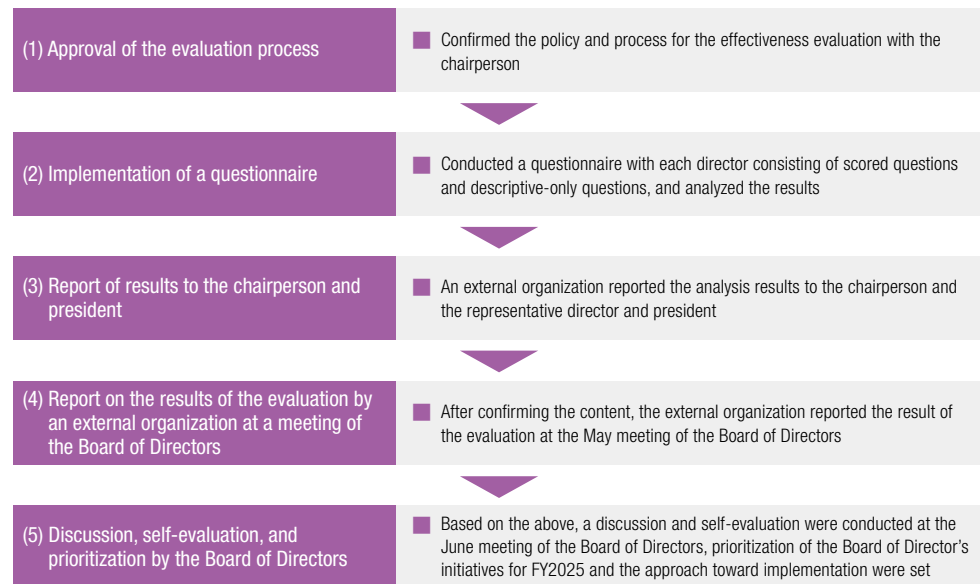 (1) Approval of the evaluation process
Confirmed the policy and process for the effectiveness evaluation with the
chairperson
(2) Implementation of a questionnaire
Conducted a questionnaire with each director consisting of scored questions
and descriptive-only questions, and analyzed the results
(3) Report of results to the chairperson and
president
An external organization reported the analysis results to the chairperson and
the representative director and president
(4) Report on the results of the evaluation by
an external organization at a meeting of
the Board of Directors
After confirming the content, the external organization reported the result of
the evaluation at the May meeting of the Board of Directors
(5) Discussion, self-evaluation, and
prioritization by the Board of Directors
Based on the above, a discussion and self-evaluation were conducted at the
June meeting of the Board of Directors, prioritization of the Board of Director's
initiatives for FY2025 and the approach toward implementation were set